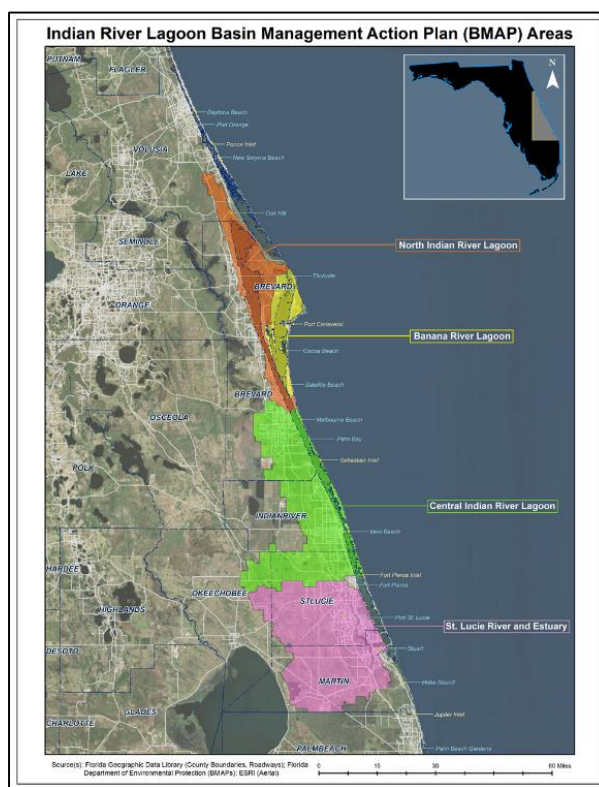 Indian River Lagoon Basin Management Action Plan (BMAP) Areas
PUTNAM
FLAGLER
N
Daytona Beach
Port Orange
Ponce Inlet
VOLUSIA
New Smyrna Beach
LAKE
Oak Hill
SEMINOLE
North Indian River Lagoon
Titusville
BREVARD
ORANGE
Port Canaveral
Banana River Lagoon
Cocoa Beach
Satellite Beach
BREVARD
OSCEOLA
Melbourne Beach
Palm Bay
Sebastian Inlet
POLK
Central Indian River Lagoon
INDIAN RIVER
Vero Beach
HARDEE
Fort Pierce Inlet
Fort Pierce
OKEECHOBEE
ST.LUCIE
HIGHLANDS
Port St. Lucie
St. Lucie River and Estuary
DESOTO
Stuart
MARTIN
Hobe Sound
GLADES
Jupiter Inlet
CHARLOTTE
PALM BEACH
Palm Beach Gardens
Source(s): Florida Geographic Data Library (County Boundaries, Roadways); Florida
Department of Environmental Protection (BMAPs); ESRI (Aerial)
60 Miles
0 15 30 45